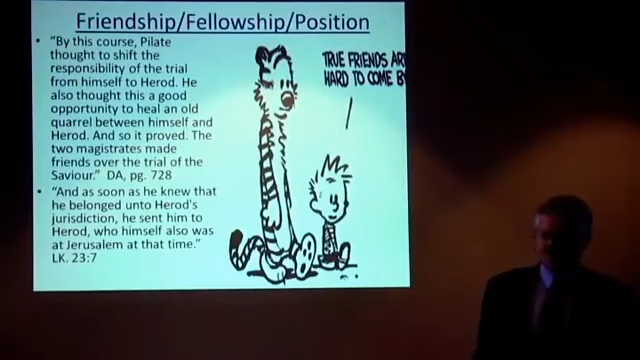 Friendship/Fellowship/Position
• "By this course, Pilate
thought to shift the
responsibility of the trial
from himself to Herod. He
also thought this a good
opportunity to heal an old
quarrel between himself and
Herod. And so it proved. The
two magistrates made
friends over the trial of the
Saviour." DA, pg. 728
• "And as soon as he knew that
he belonged unto Herod's
jurisdiction, he sent him to
Herod, who himself also was
at Jerusalem at that time."
LK. 23:7
TRUE FRIENDS AR
HARD TO COME B